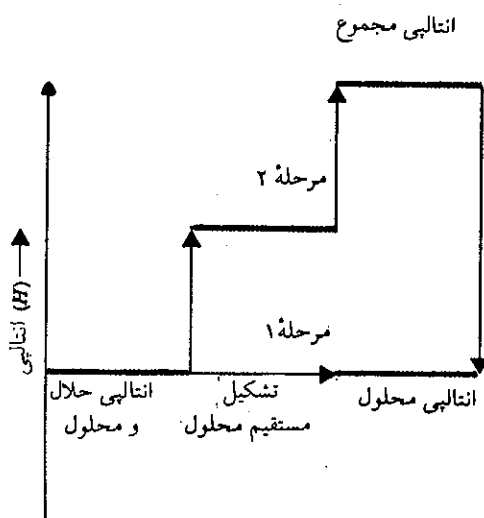 انتالپی مجموع
مرحلهٔ ۲
انتالپی (H)
مرحلهٔ ۱
انتالپی حلال
و محلول
تشکیل
مستقیم محلول
انتالپی محلول